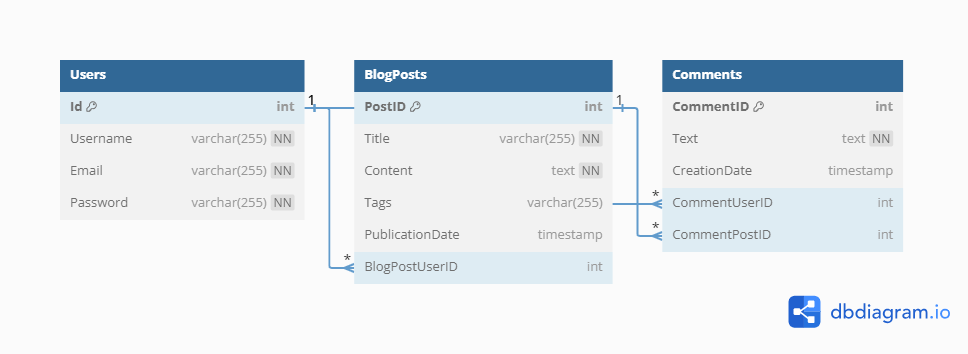 Users
Id int
Username varchar(255) NN
Email varchar(255) NN
Password varchar(255) NN
1
*
BlogPosts
PostID int
Title varchar(255) NN
Content text NN
Tags varchar(255)
PublicationDate timestamp
BlogPostUserID int
1
*
*
Comments
CommentID int
Text text NN
CreationDate timestamp
CommentUserID int
CommentPostID int
dbdiagram.io